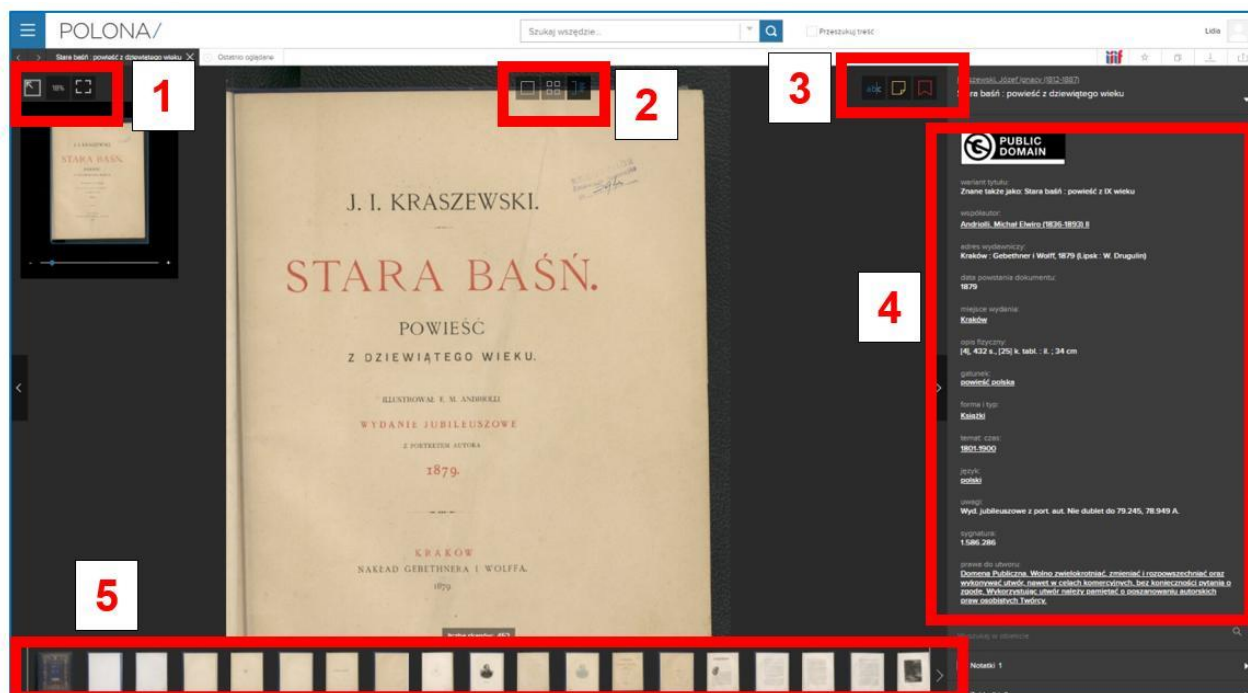 POLONA/
Szukaj wszędzie...
Przeszukuj treść
Lidia
Stara baśń : powieść z dziewiątego wieku
Ostatnio oglądane
iiif
1
18%
2
3
Kraszewski, Józef Ignacy (1812-1887)
Stara baśń : powieść z dziewiątego wieku
J. I. KRASZEWSKI.
STARA BAŚŃ.
POWIEŚĆ
Z DZIEWIĄTEGO WIEKU.
ILLUSTROWAŁ E. M. ANDRIOLLI
WYDANIE JUBILEUSZOWE
Z PORTRETEM AUTORA
1879.
KRAKÓW
NAKŁAD GEBETHNERA I WOLFFA.
1879
4
PUBLIC
DOMAIN
wariant tytułu:
Znane także jako: Stara baśń : powieść z IX wieku
współautor:
Andriolli, Michał Elwiro (1836-1893) Il
adres wydawniczy:
Kraków : Gebethner i Wolff, 1879 (Lipsk : W. Drugulin)
data powstania dokumentu:
1879
miejsce wydania:
Kraków
opis fizyczny:
[4], 432 s., [25] k. tabl. : il. ; 34 cm
gatunek:
powieść polska
forma i typ:
Książki
temat: czas:
1801-1900
język:
polski
uwagi:
Wyd. jubileuszowe z port. aut. Nie dublet do 79.245, 78.949 A.
sygnatura:
1.586.286
prawa do utworu:
Domena Publiczna. Wolno zwielokrotniać, zmieniać i rozpowszechniać oraz
wykonywać utwór, nawet w celach komercyjnych, bez konieczności pytania o
zgodę. Wykorzystując utwór należy pamiętać o poszanowaniu autorskich
praw osobistych Twórcy.
5
Notatki 1